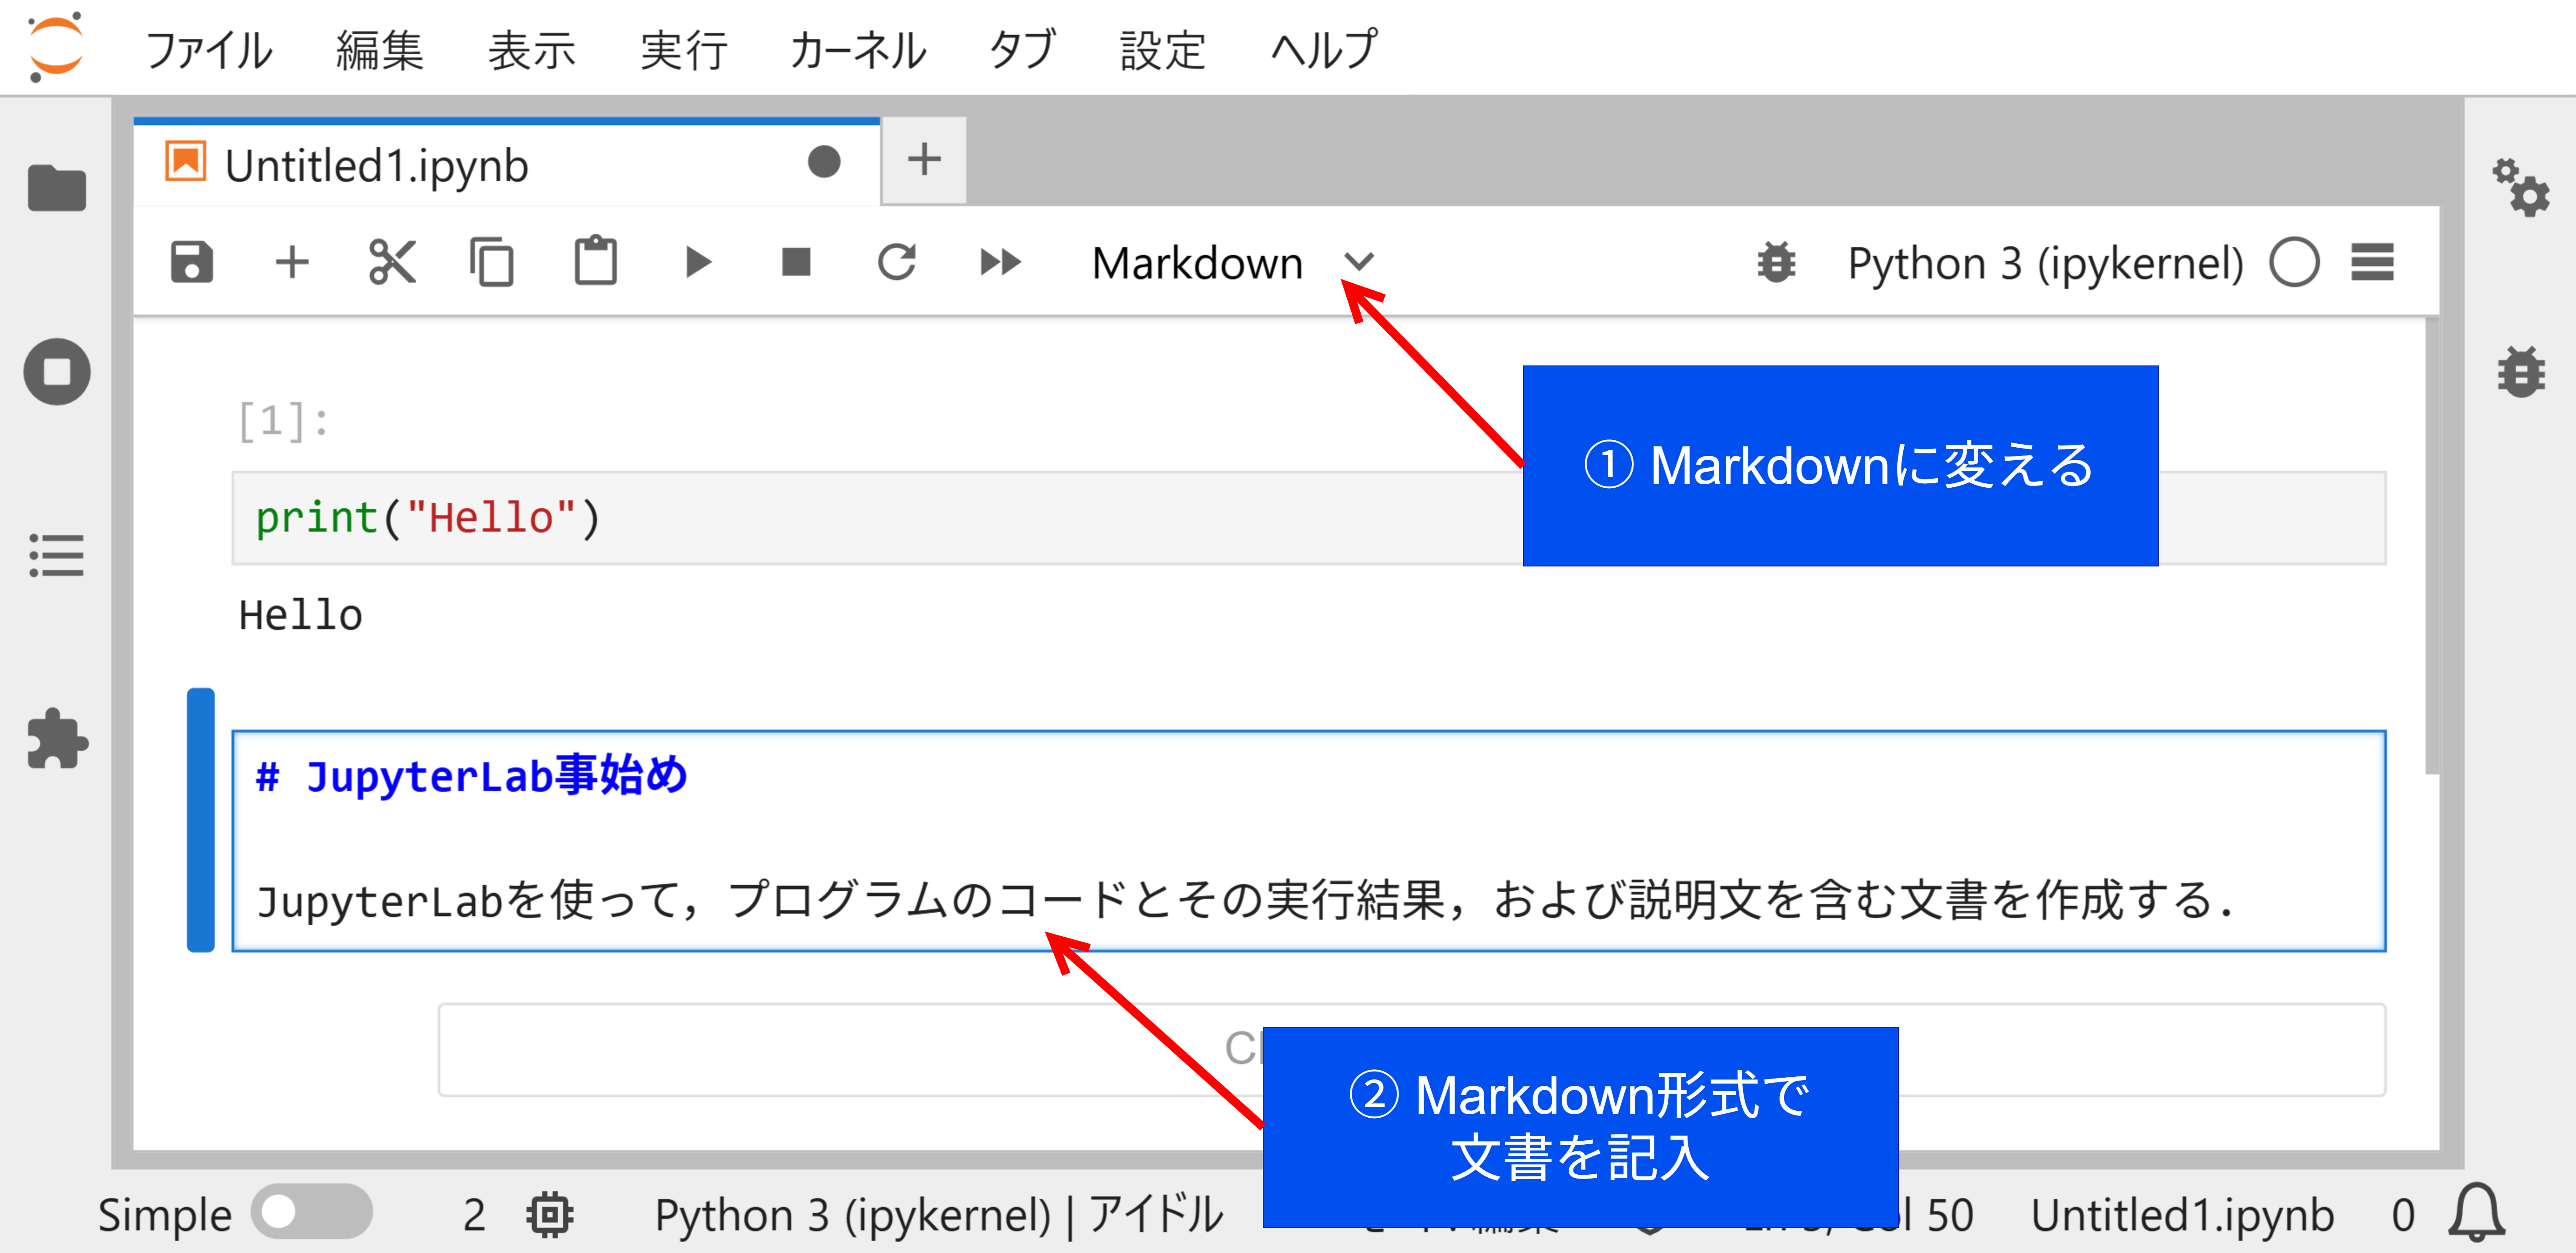 ファイル 編集 表示 実行 カーネル タブ 設定 ヘルプ
Untitled1.ipynb
Markdown
Python 3 (ipykernel)
[1]:
① Markdownに変える
print("Hello")
Hello
# JupyterLab事始め
JupyterLabを使って，プログラムのコードとその実行結果，および説明文を含む文書を作成する．
② Markdown形式で
文書を記入
Simple 2 Python 3 (ipykernel) | アイドル Col 50 Untitled1.ipynb 0